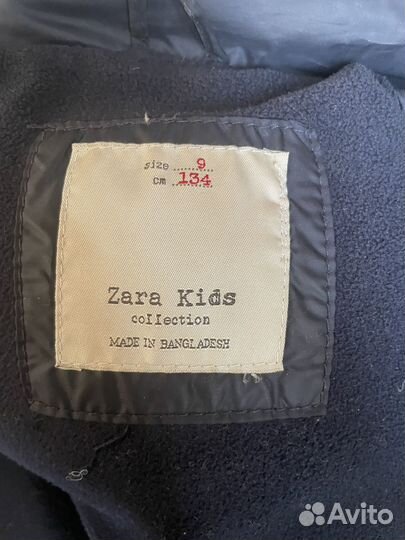 size 9
cm 134
Zara Kids
collection
MADE IN BANGLADESH
Avito